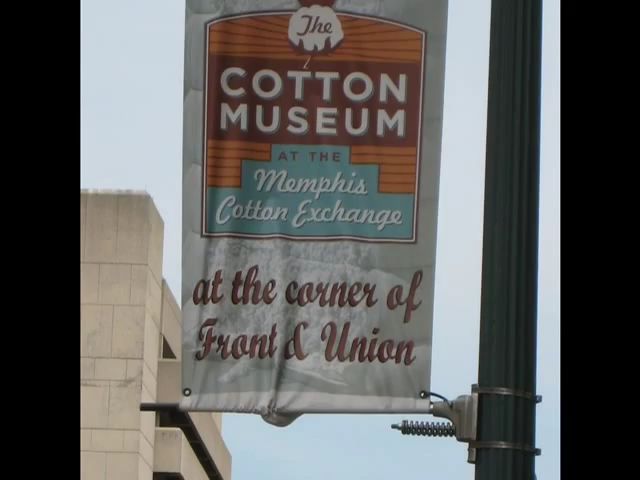 The
COTTON
MUSEUM
AT THE
Memphis
Cotton Exchange
at the corner of
Front & Union